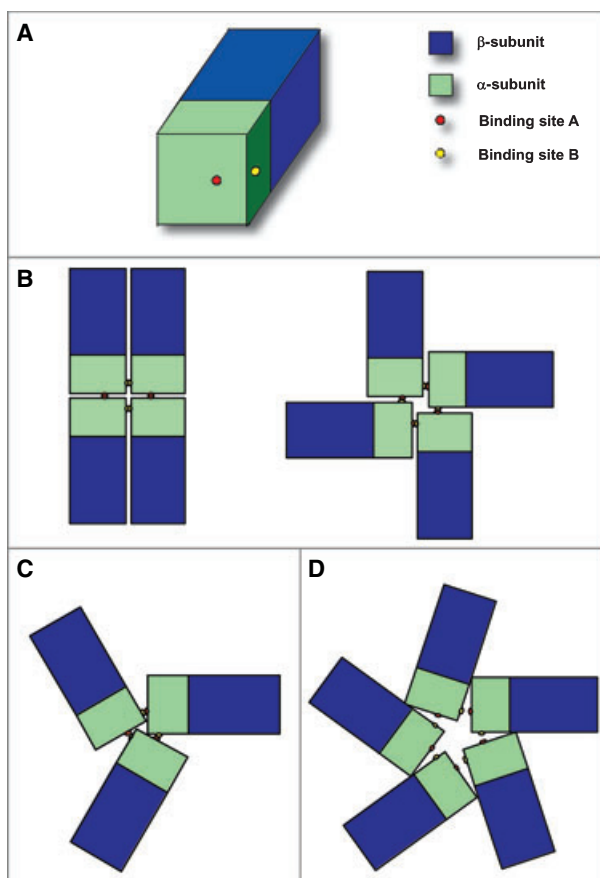 A
β-subunit
α-subunit
Binding site A
Binding site B
B
C
D